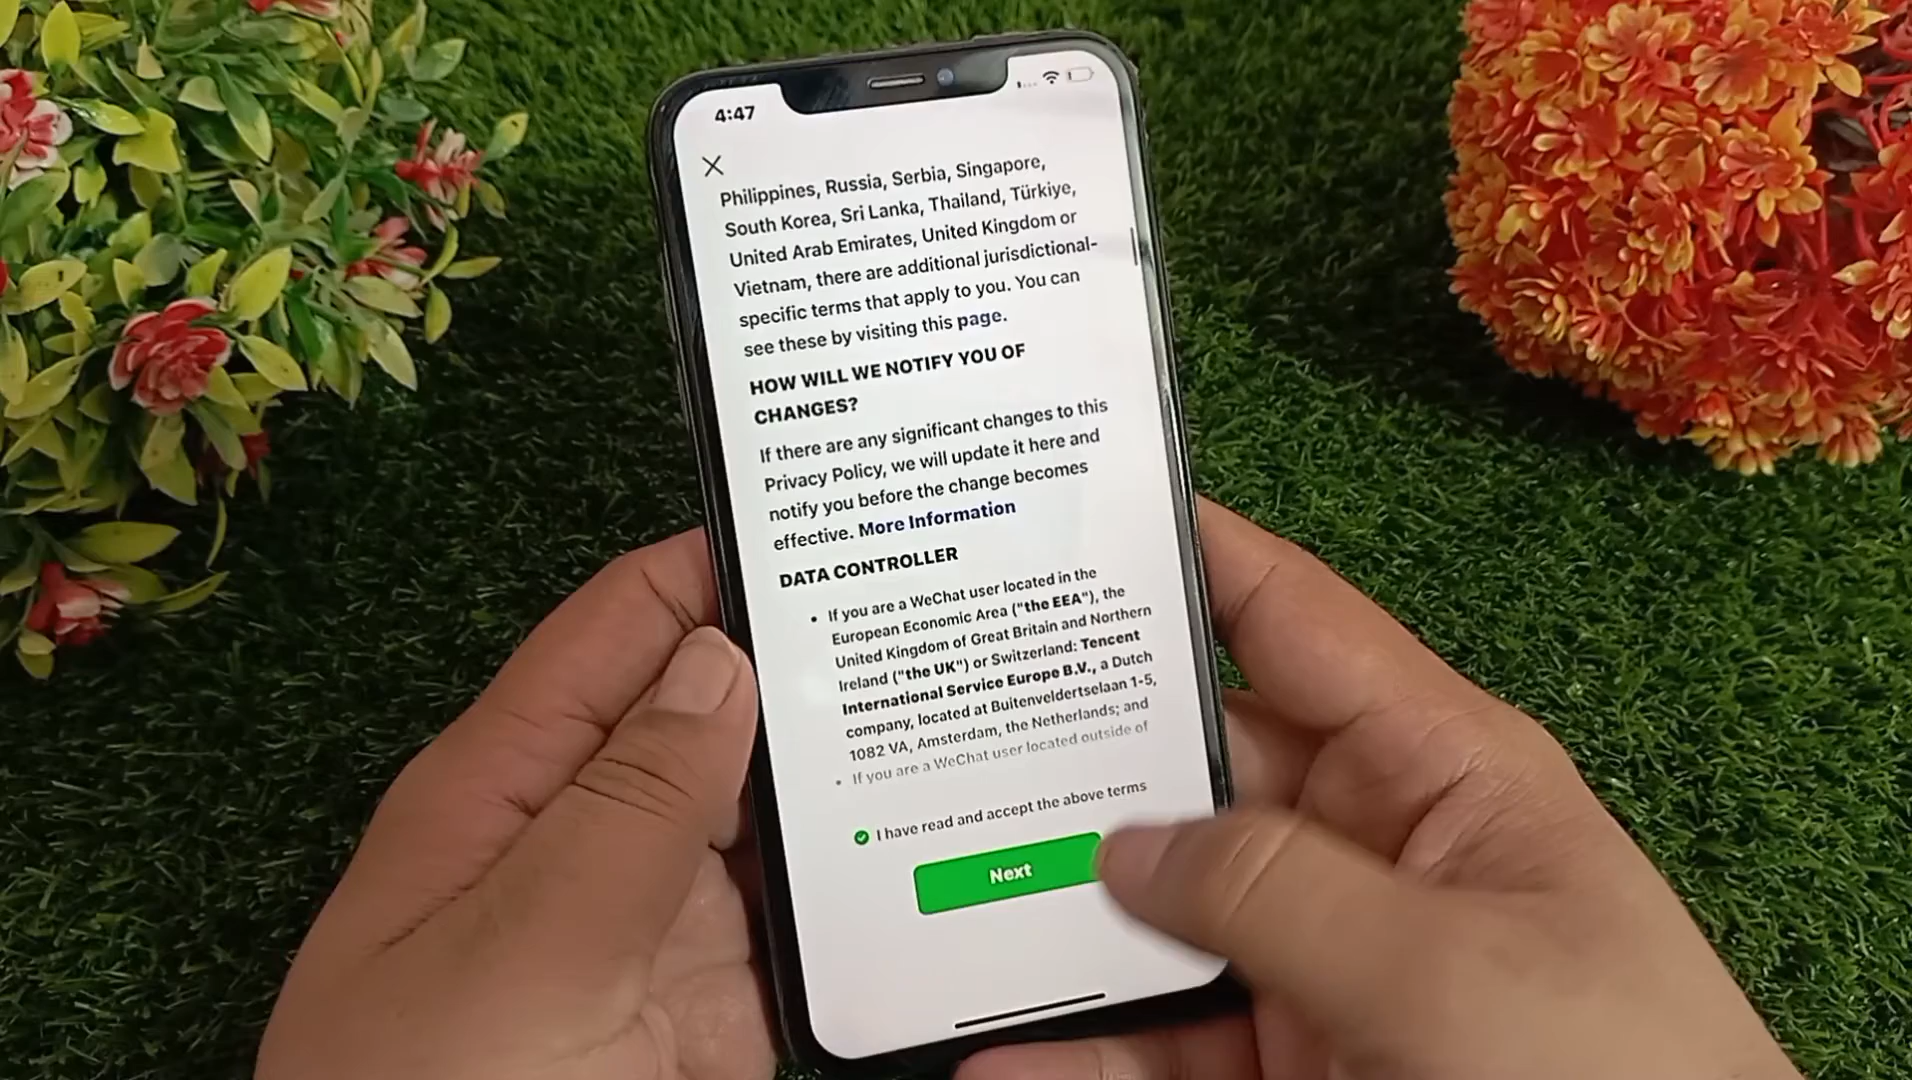 4:47
Philippines, Russia, Serbia, Singapore,
South Korea, Sri Lanka, Thailand, Türkiye,
United Arab Emirates, United Kingdom or
Vietnam, there are additional jurisdictional-
specific terms that apply to you. You can
see these by visiting this page.
HOW WILL WE NOTIFY YOU OF
CHANGES?
If there are any significant changes to this
Privacy Policy, we will update it here and
notify you before the change becomes
effective. More Information
DATA CONTROLLER
• If you are a WeChat user located in the
European Economic Area ("the EEA"), the
United Kingdom of Great Britain and Northern
Ireland ("the UK") or Switzerland: Tencent
International Service Europe B.V., a Dutch
company, located at Buitenveldertselaan 1-5,
1082 VA, Amsterdam, the Netherlands; and
• If you are a WeChat user located outside of
I have read and accept the above terms
Next